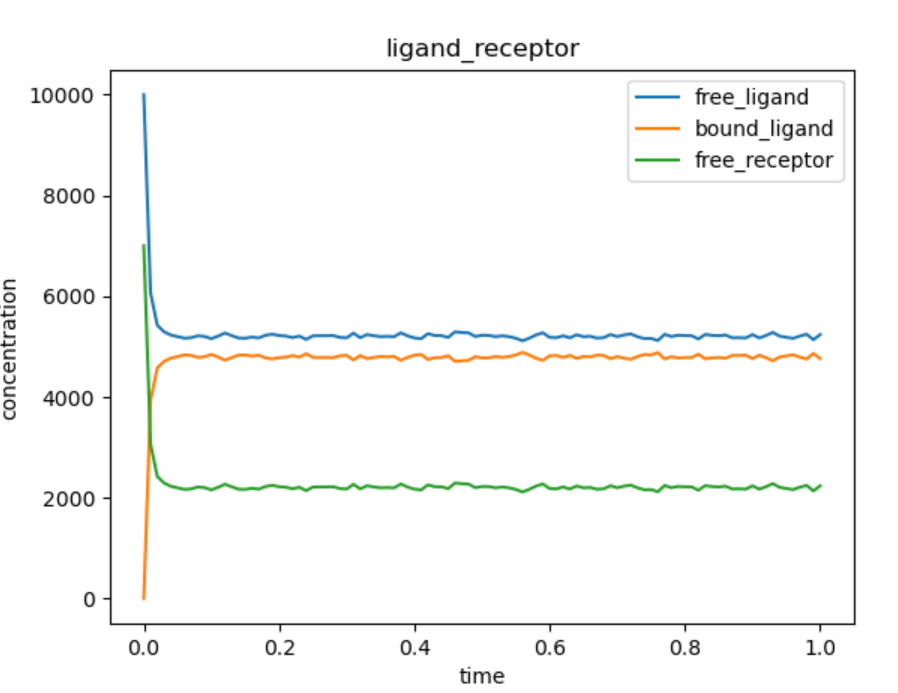 ligand_receptor
free_ligand
bound_ligand
free_receptor
10000
8000
6000
4000
2000
0
concentration
0.0 0.2 0.4 0.6 0.8 1.0
time